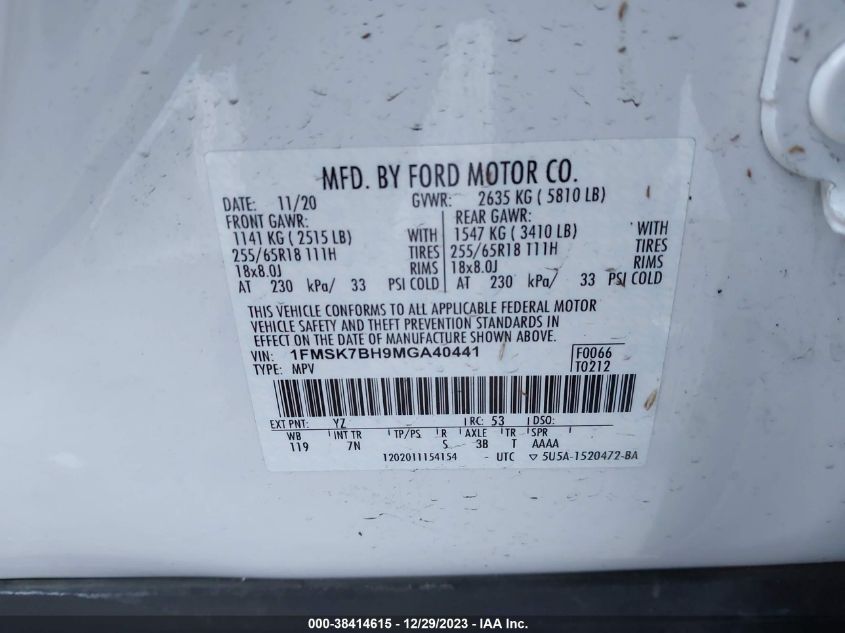 MFD. BY FORD MOTOR CO.
DATE: 11/20 GVWR: 2635 KG ( 5810 LB)
FRONT GAWR: REAR GAWR:
1141 KG ( 2515 LB) WITH 1547 KG ( 3410 LB) WITH
255/65R18 111H TIRES 255/65R18 111H TIRES
18x8.0J RIMS 18x8.0J RIMS
AT 230 kPa/ 33 PSI COLD AT 230 kPa/ 33 PSI COLD
THIS VEHICLE CONFORMS TO ALL APPLICABLE FEDERAL MOTOR
VEHICLE SAFETY AND THEFT PREVENTION STANDARDS IN
EFFECT ON THE DATE OF MANUFACTURE SHOWN ABOVE.
VIN: 1FMSK7BH9MGA40441 F0066
TYPE: MPV T0212
EXT PNT: YZ RC: 53 DSO:
WB INT TR TP/PS R AXLE TR SPR
119 7N S 3B T AAAA
1202011154154 - UTC ▽ 5U5A-1520472-BA
000-38414615 - 12/29/2023 - IAA Inc.